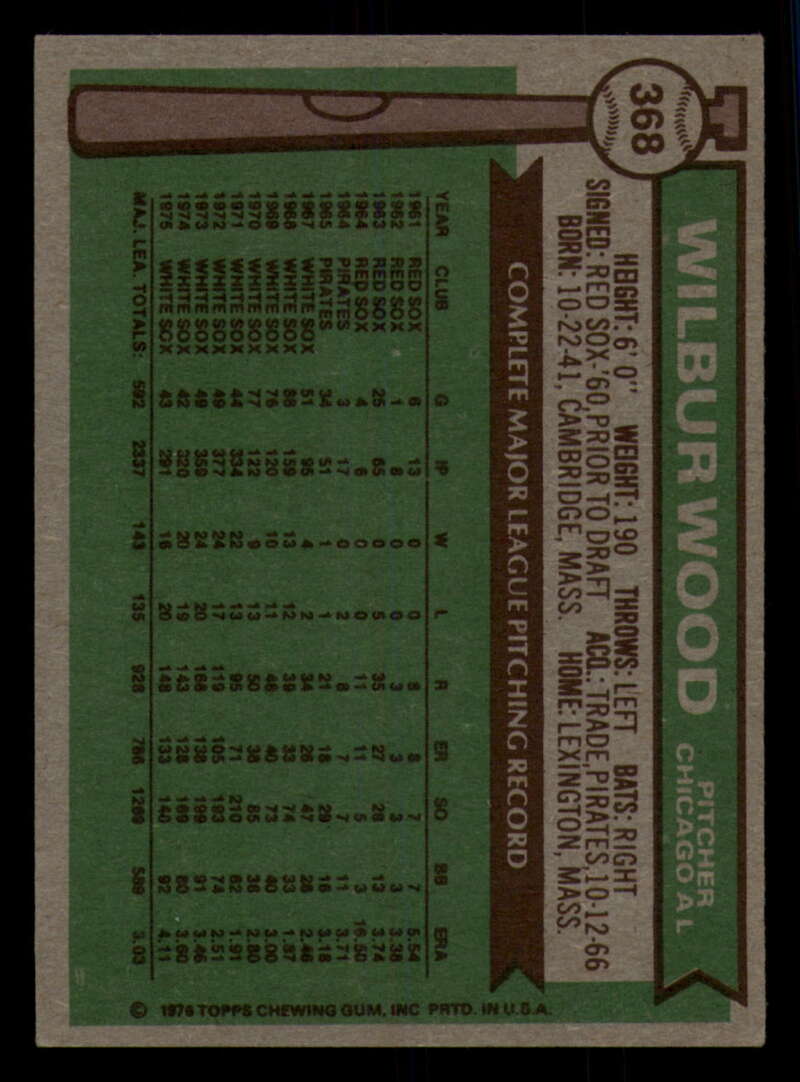 368
WILBUR WOOD PITCHER CHICAGO A L
HEIGHT: 6' 0" WEIGHT: 190 THROWS: LEFT BATS: RIGHT
SIGNED: RED SOX-'60, PRIOR TO DRAFT ACQ.: TRADE, PIRATES, 10-12-66
BORN: 10-22-41, CAMBRIDGE, MASS. HOME: LEXINGTON, MASS.
COMPLETE MAJOR LEAGUE PITCHING RECORD
YEAR CLUB G IP W L R ER SO BB ERA
1961 RED SOX 6 13 0 0 8 8 7 7 5.54
1962 RED SOX 1 8 0 0 3 3 3 3 3.38
1963 RED SOX 25 65 0 5 35 27 28 13 3.74
1964 RED SOX 4 6 0 0 11 11 5 3 16.50
1964 PIRATES 3 17 0 2 8 7 7 11 3.71
1965 PIRATES 34 51 1 1 21 18 29 16 3.18
1967 WHITE SOX 51 95 4 2 34 26 47 28 2.46
1968 WHITE SOX 88 159 13 12 39 33 74 33 1.87
1969 WHITE SOX 76 120 10 11 46 40 73 40 3.00
1970 WHITE SOX 77 122 9 13 50 38 85 36 2.80
1971 WHITE SOX 44 334 22 13 95 71 210 62 1.91
1972 WHITE SOX 49 377 24 17 119 105 193 74 2.51
1973 WHITE SOX 49 359 24 20 166 138 199 91 3.46
1974 WHITE SOX 42 320 20 19 143 128 169 80 3.60
1975 WHITE SOX 43 291 16 20 148 133 140 92 4.11
MAJ. LEA. TOTALS: 592 2337 143 135 928 786 1269 589 3.03
© 1976 TOPPS CHEWING GUM, INC PRTD. IN U.S.A.